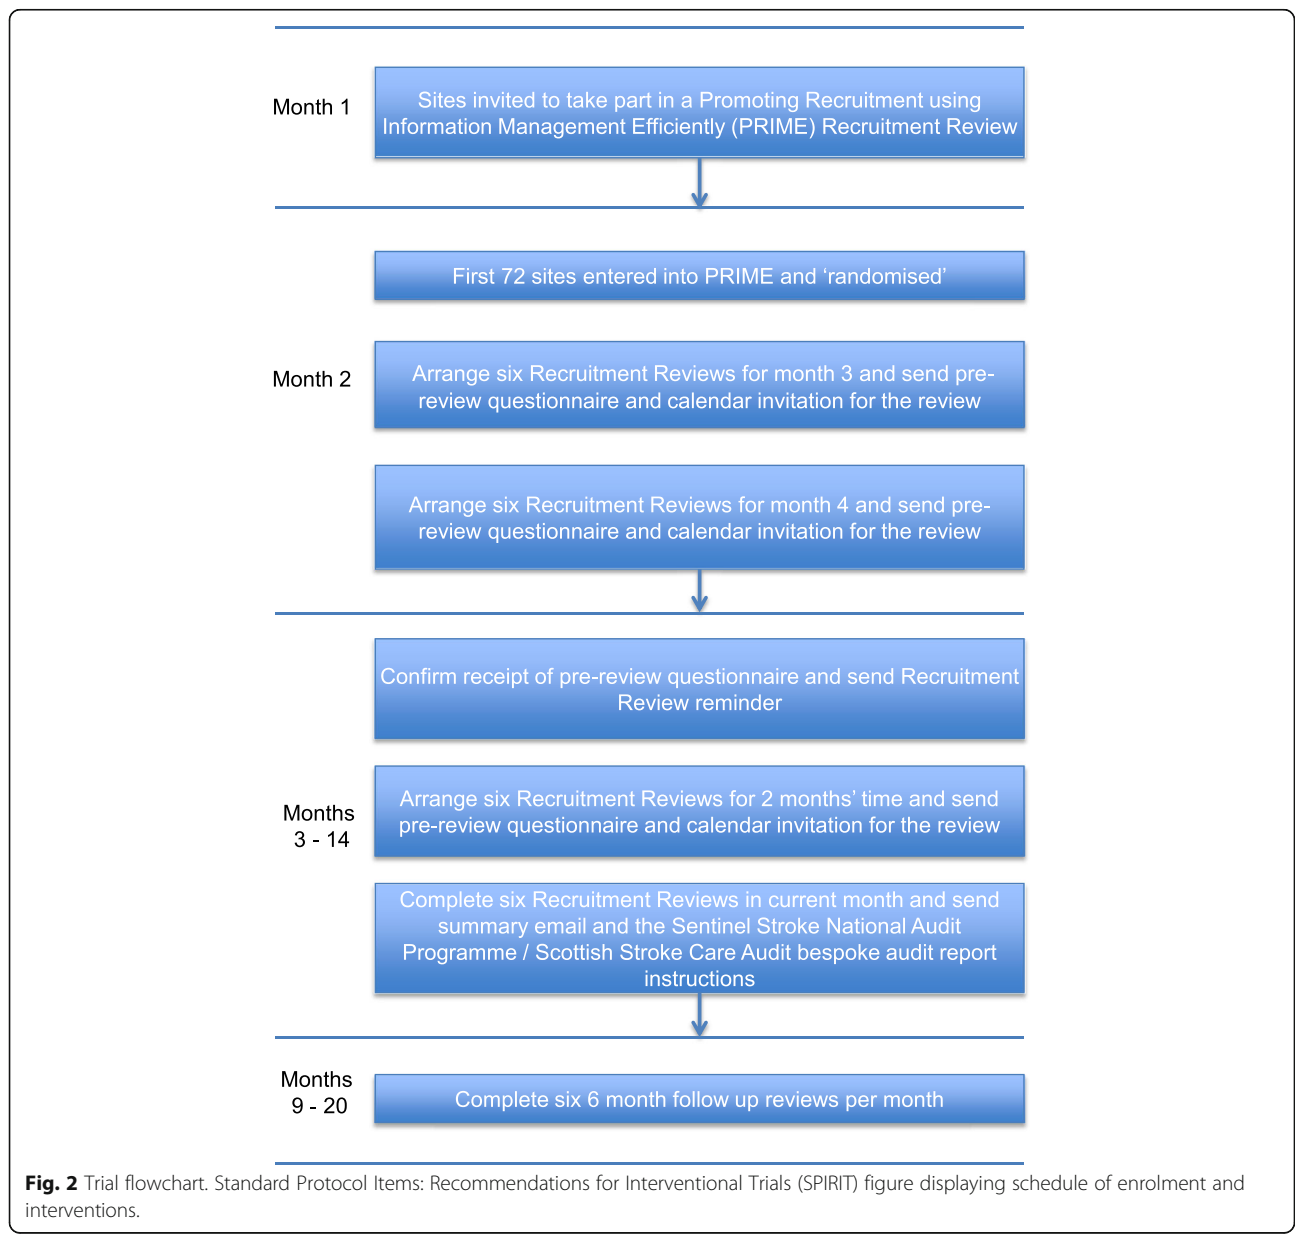 Month 1
Sites invited to take part in a Promoting Recruitment using
Information Management Efficiently (PRIME) Recruitment Review
First 72 sites entered into PRIME and ‘randomised’
Month 2
Arrange six Recruitment Reviews for month 3 and send pre-
review questionnaire and calendar invitation for the review
Arrange six Recruitment Reviews for month 4 and send pre-
review questionnaire and calendar invitation for the review
Confirm receipt of pre-review questionnaire and send Recruitment
Review reminder
Months
3 - 14
Arrange six Recruitment Reviews for 2 months’ time and send
pre-review questionnaire and calendar invitation for the review
Complete six Recruitment Reviews in current month and send
summary email and the Sentinel Stroke National Audit
Programme / Scottish Stroke Care Audit bespoke audit report
instructions
Months
9 - 20
Complete six 6 month follow up reviews per month
Fig. 2 Trial flowchart. Standard Protocol Items: Recommendations for Interventional Trials (SPIRIT) figure displaying schedule of enrolment and
interventions.